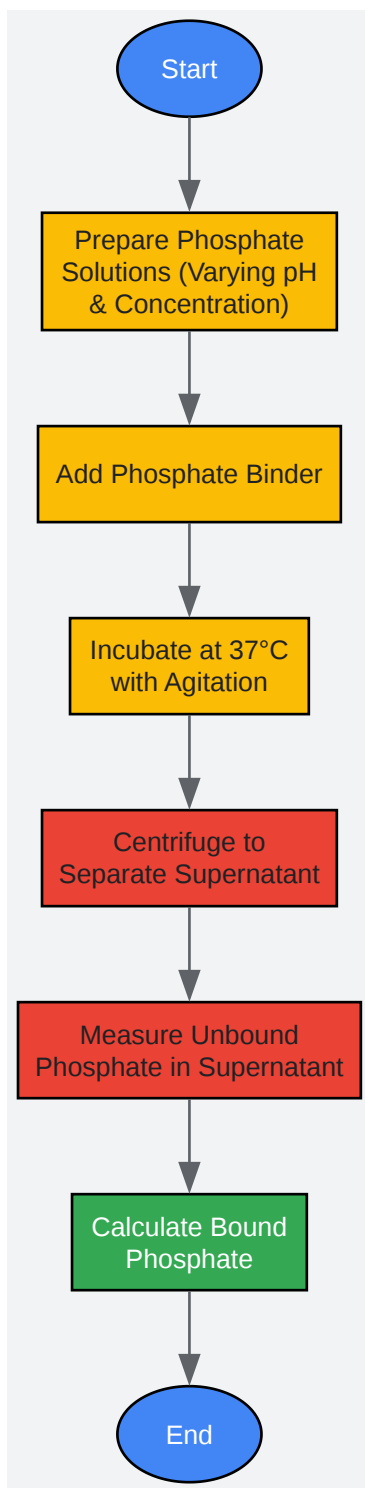 Start
Prepare Phosphate
Solutions (Varying pH
& Concentration)
Add Phosphate Binder
Incubate at 37°C
with Agitation
Centrifuge to
Separate Supernatant
Measure Unbound
Phosphate in Supernatant
Calculate Bound
Phosphate
End